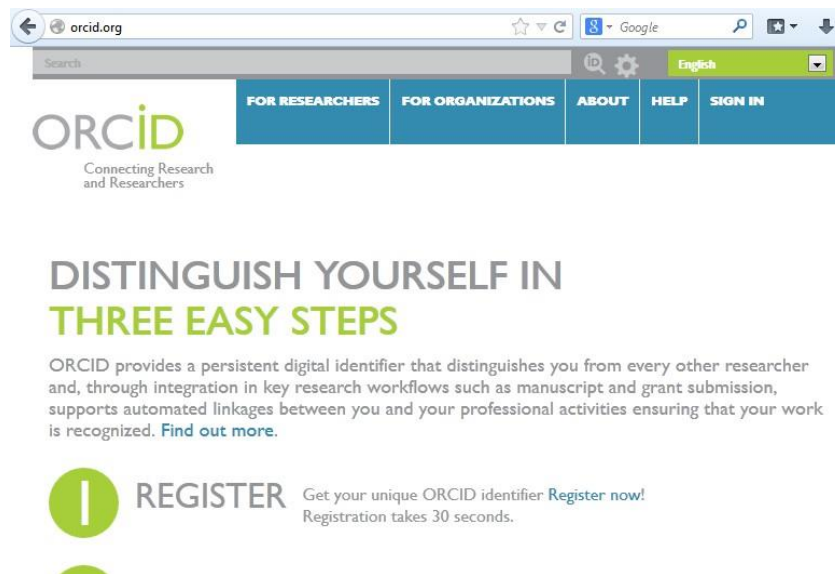 orcid.org
Google
Search
iD
English
FOR RESEARCHERS
FOR ORGANIZATIONS
ABOUT
HELP
SIGN IN
ORCiD
Connecting Research
and Researchers
DISTINGUISH YOURSELF IN
THREE EASY STEPS
ORCID provides a persistent digital identifier that distinguishes you from every other researcher
and, through integration in key research workflows such as manuscript and grant submission,
supports automated linkages between you and your professional activities ensuring that your work
is recognized. Find out more.
1
REGISTER
Get your unique ORCID identifier Register now!
Registration takes 30 seconds.